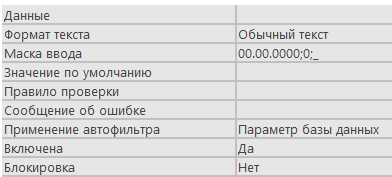 Данные
Формат текста Обычный текст
Маска ввода 00.00.0000;0;_
Значение по умолчанию
Правило проверки
Сообщение об ошибке
Применение автофильтра Параметр базы данных
Включена Да
Блокировка Нет